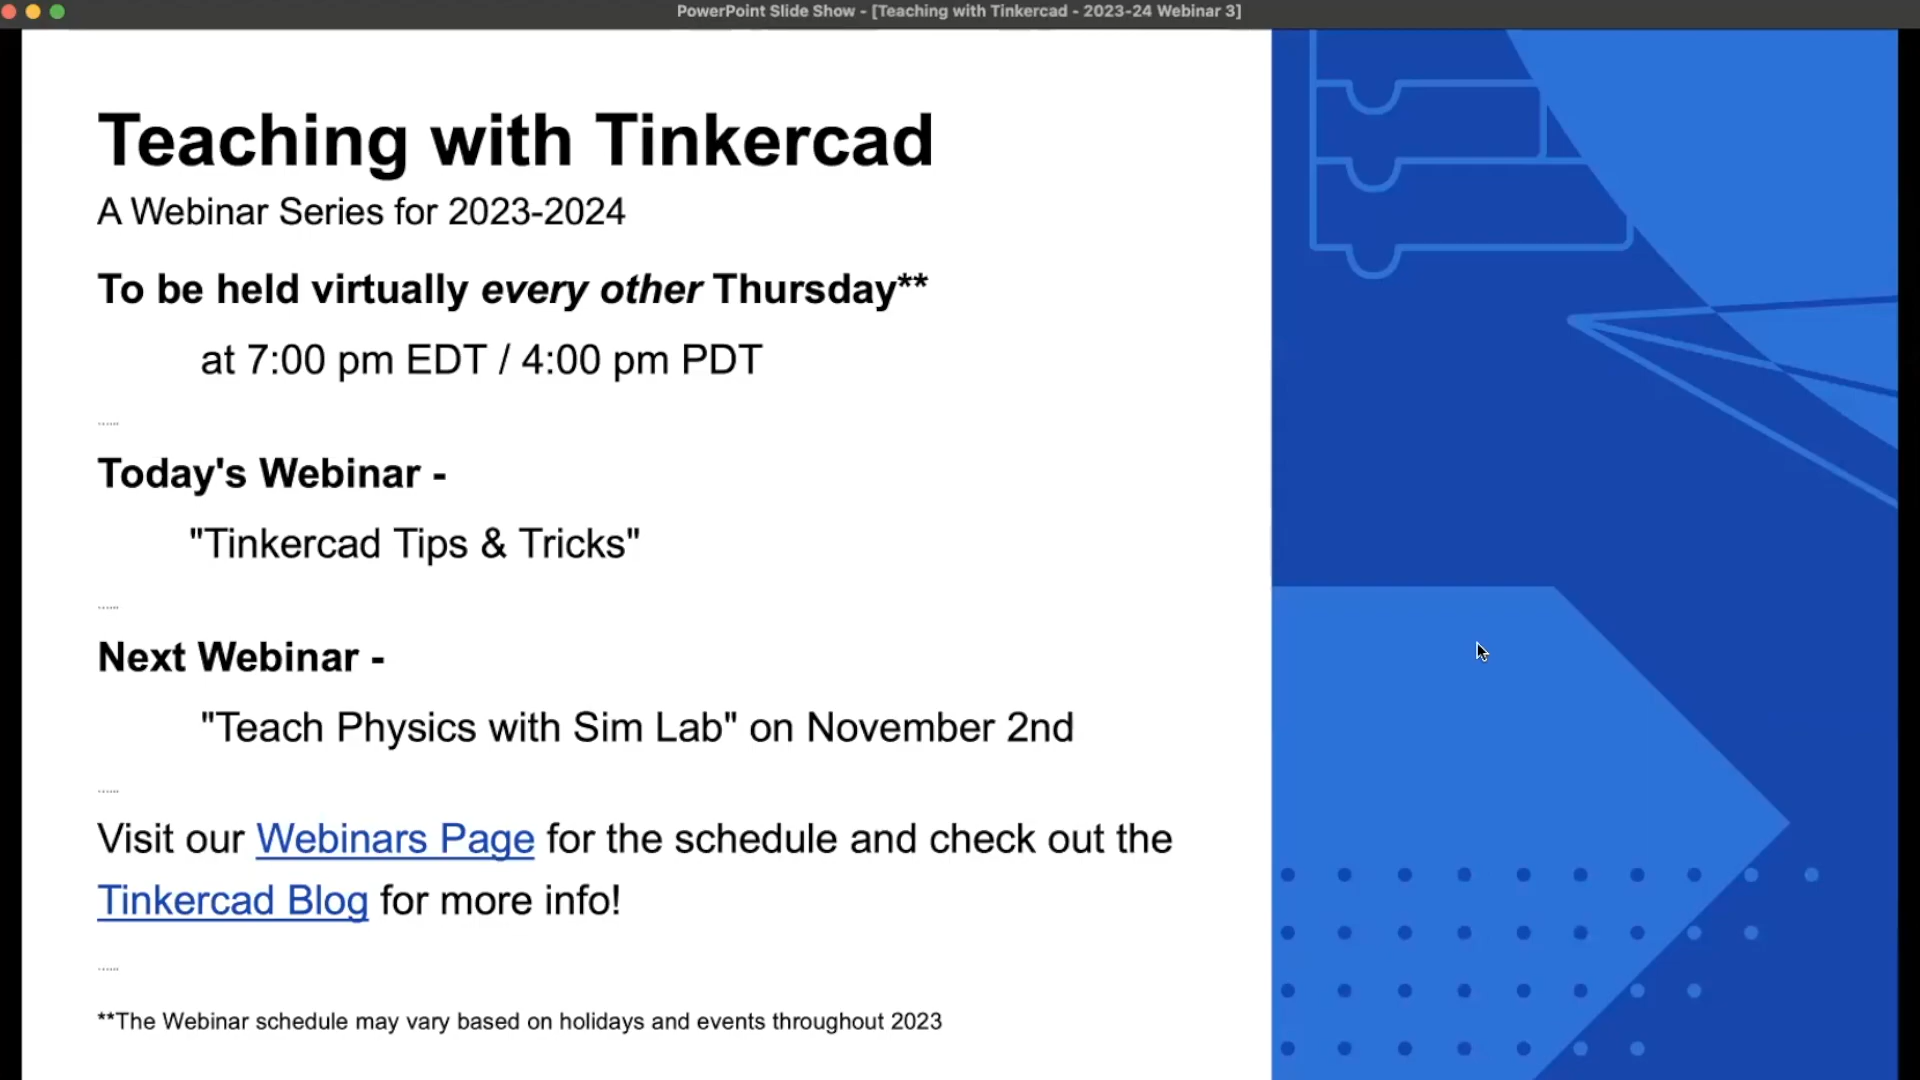 PowerPoint Slide Show - [Teaching with Tinkercad - 2023-24 Webinar 3]
Teaching with Tinkercad
A Webinar Series for 2023-2024
To be held virtually every other Thursday**
at 7:00 pm EDT / 4:00 pm PDT
......
Today's Webinar -
"Tinkercad Tips & Tricks"
......
Next Webinar -
"Teach Physics with Sim Lab" on November 2nd
......
Visit our Webinars Page for the schedule and check out the
Tinkercad Blog for more info!
......
**The Webinar schedule may vary based on holidays and events throughout 2023